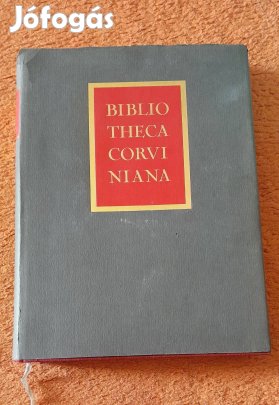 Jófogás
BIBLIO
THECA
CORVI
NIANA